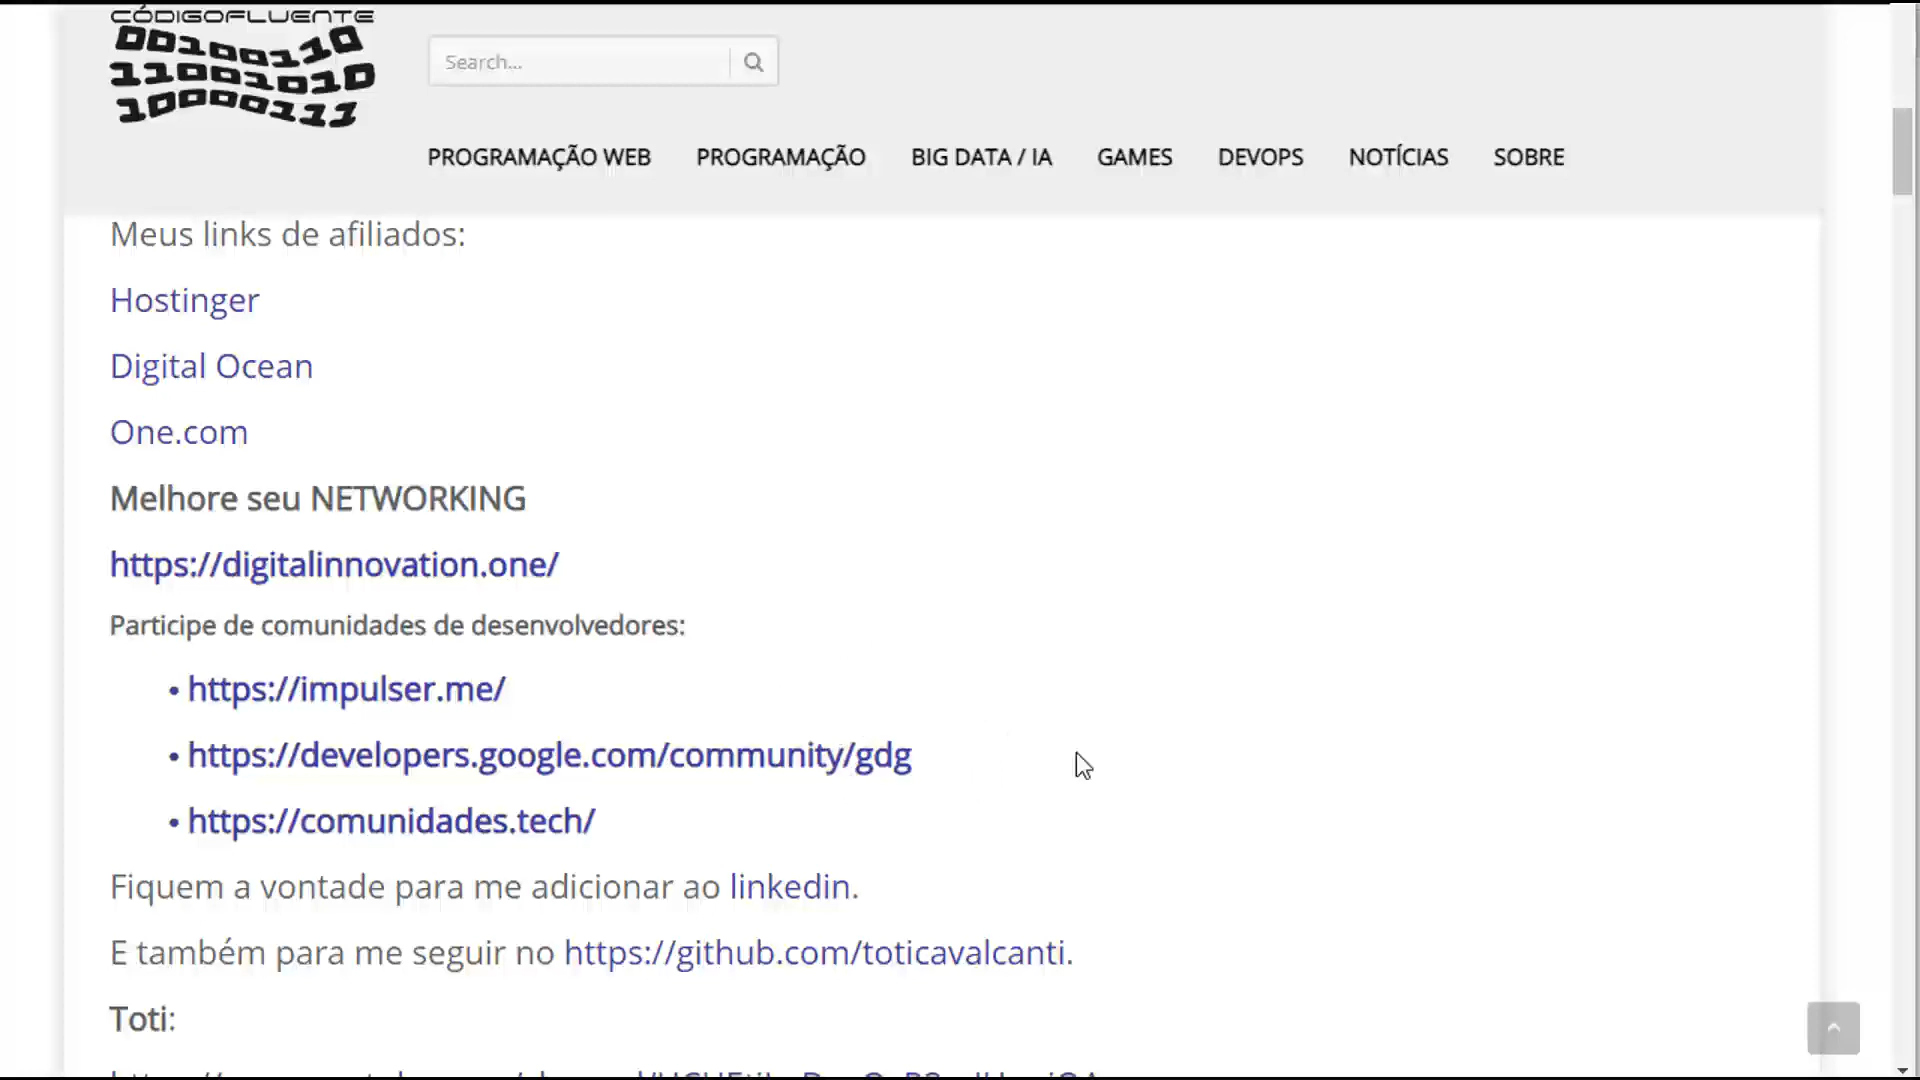 CÓDIGOFLUENTE
00100110
11001010
10000111
Search...
PROGRAMAÇÃO WEB PROGRAMAÇÃO BIG DATA / IA GAMES DEVOPS NOTÍCIAS SOBRE
Meus links de afiliados:
Hostinger
Digital Ocean
One.com
Melhore seu NETWORKING
https://digitalinnovation.one/
Participe de comunidades de desenvolvedores:
• https://impulser.me/
• https://developers.google.com/community/gdg
• https://comunidades.tech/
Fiquem a vontade para me adicionar ao linkedin.
E também para me seguir no https://github.com/toticavalcanti.
Toti: